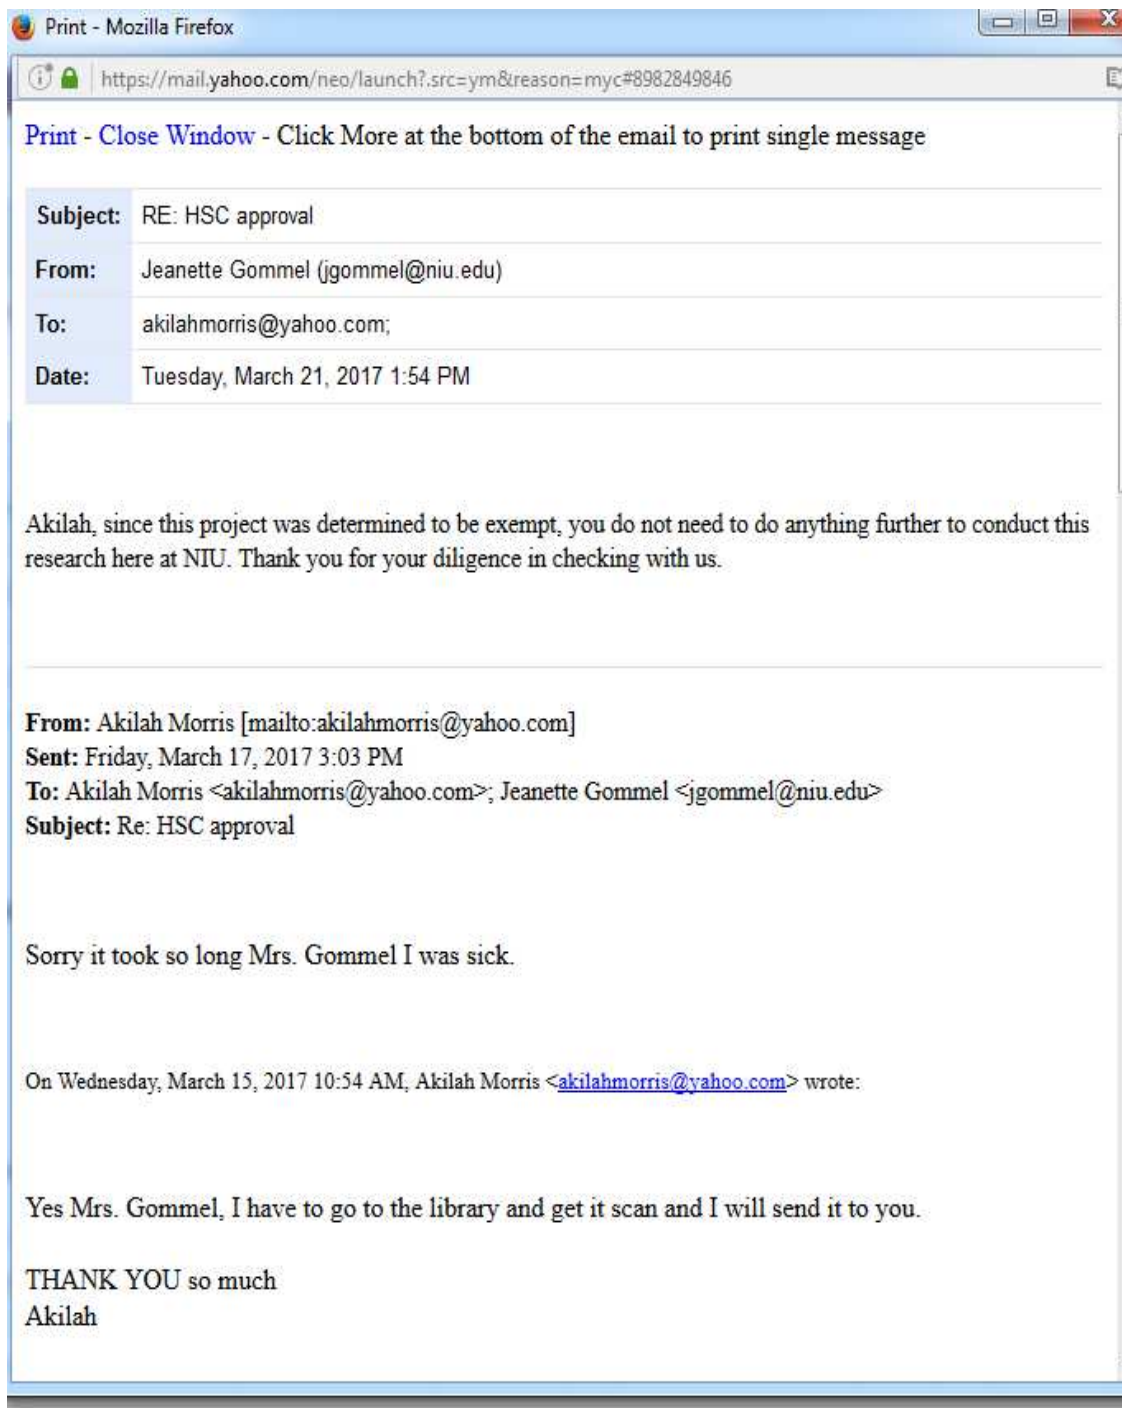 Print - Mozilla Firefox
https://mail.yahoo.com/neo/launch?.src=ym&reason=myc#8982849846
Print - Close Window - Click More at the bottom of the email to print single message
Subject: RE: HSC approval
From: Jeanette Gommel (jgommel@niu.edu)
To: akilahmorris@yahoo.com;
Date: Tuesday, March 21, 2017 1:54 PM
Akilah, since this project was determined to be exempt, you do not need to do anything further to conduct this
research here at NIU. Thank you for your diligence in checking with us.
From: Akilah Morris [mailto:akilahmorris@yahoo.com]
Sent: Friday, March 17, 2017 3:03 PM
To: Akilah Morris <akilahmorris@yahoo.com>; Jeanette Gommel <jgommel@niu.edu>
Subject: Re: HSC approval
Sorry it took so long Mrs. Gommel I was sick.
On Wednesday, March 15, 2017 10:54 AM, Akilah Morris <akilahmorris@yahoo.com> wrote:
Yes Mrs. Gommel, I have to go to the library and get it scan and I will send it to you.
THANK YOU so much
Akilah